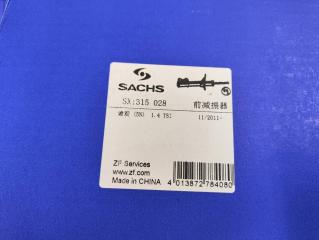 SACHS
SX:315 028 前减振器
途观 (5N) 1.4 TSI 11/2011-
ZF Services
www.zf.com
Made in CHINA
4 013872 784080